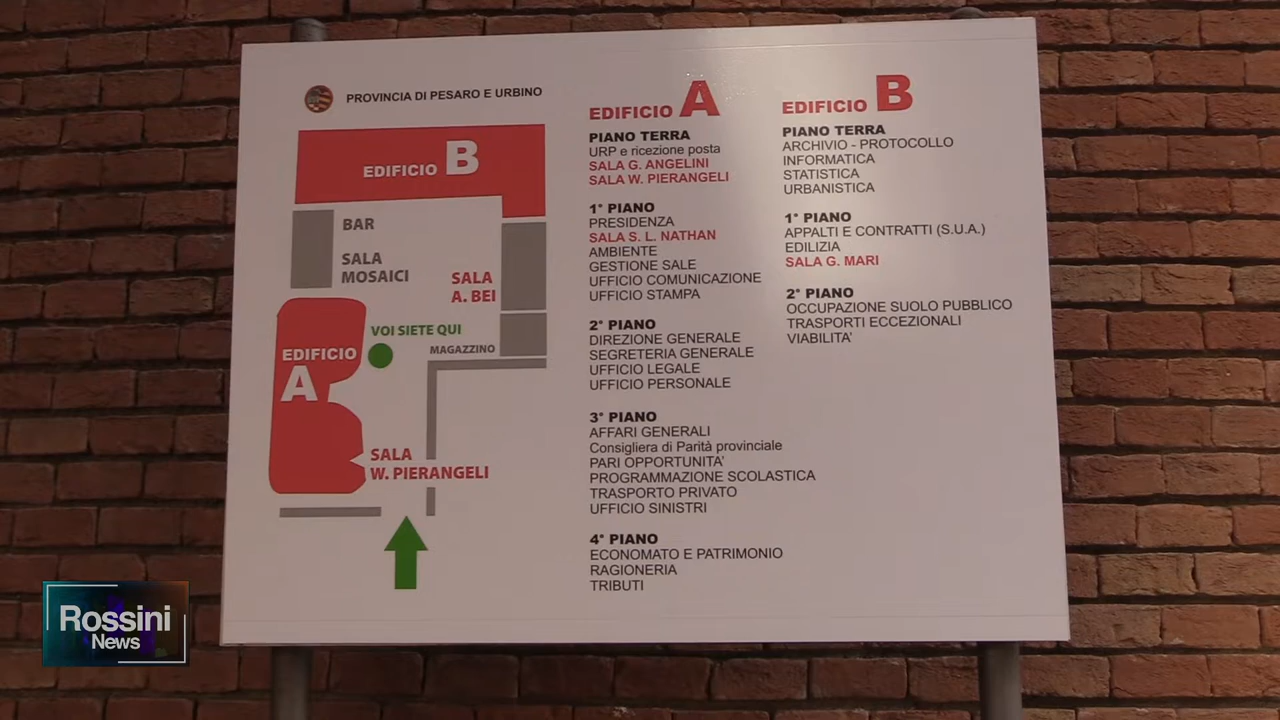 PROVINCIA DI PESARO E URBINO
EDIFICIO B
BAR
SALA
MOSAICI
SALA
A. BEI
VOI SIETE QUI
MAGAZZINO
EDIFICIO
A
SALA
W. PIERANGELI
EDIFICIO A
PIANO TERRA
URP e ricezione posta
SALA G. ANGELINI
SALA W. PIERANGELI
1° PIANO
PRESIDENZA
SALA S. L. NATHAN
AMBIENTE
GESTIONE SALE
UFFICIO COMUNICAZIONE
UFFICIO STAMPA
2° PIANO
DIREZIONE GENERALE
SEGRETERIA GENERALE
UFFICIO LEGALE
UFFICIO PERSONALE
3° PIANO
AFFARI GENERALI
Consigliera di Parità provinciale
PARI OPPORTUNITA'
PROGRAMMAZIONE SCOLASTICA
TRASPORTO PRIVATO
UFFICIO SINISTRI
4° PIANO
ECONOMATO E PATRIMONIO
RAGIONERIA
TRIBUTI
EDIFICIO B
PIANO TERRA
ARCHIVIO - PROTOCOLLO
INFORMATICA
STATISTICA
URBANISTICA
1° PIANO
APPALTI E CONTRATTI (S.U.A.)
EDILIZIA
SALA G. MARI
2° PIANO
OCCUPAZIONE SUOLO PUBBLICO
TRASPORTI ECCEZIONALI
VIABILITA'
Rossini
News